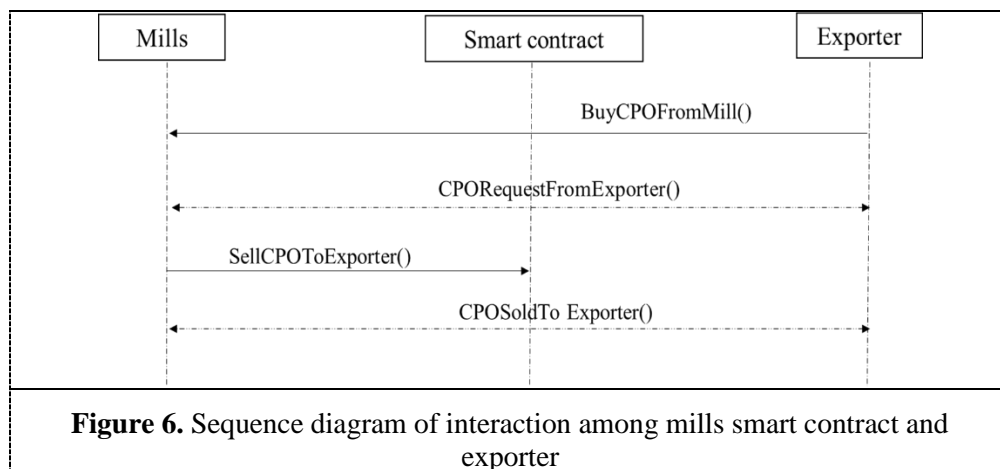 Mills
Smart contract
Exporter
BuyCPOFromMill()
CPORequestFromExporter()
SellCPOToExporter()
CPOSoldTo Exporter()
Figure 6. Sequence diagram of interaction among mills smart contract and
exporter